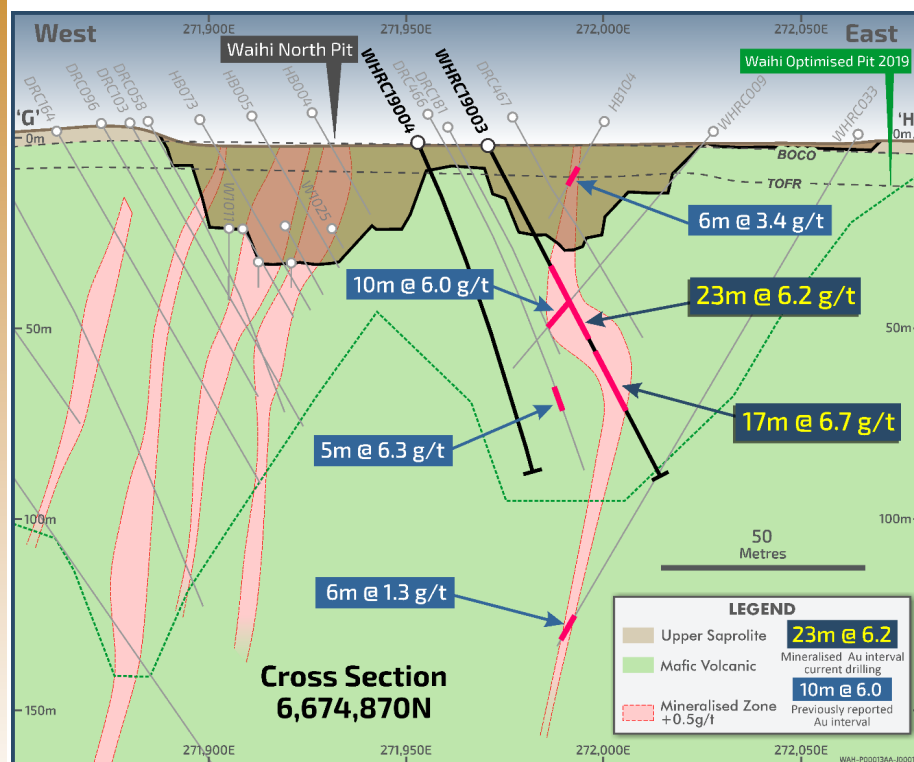 271,900E
271,950E
272,000E
272,050E
West
East
Waihi North Pit
Waihi Optimised Pit 2019
DRC164
DRC096
DRC103
DRC058
HB073
HB005
HB004
WHRC19004
DRC466
DRC181
WHRC19003
DRC467
HB104
WHRC009
WHRC033
'G'
'H
0m
0m
BOCO
TOFR
W1011
W1025
6m @ 3.4 g/t
10m @ 6.0 g/t
23m @ 6.2 g/t
50m
50m
17m @ 6.7 g/t
5m @ 6.3 g/t
100m
100m
50
Metres
6m @ 1.3 g/t
LEGEND
Upper Saprolite
23m @ 6.2
Mineralised Au interval
current drilling
Mafic Volcanic
10m @ 6.0
Previously reported
Au interval
Mineralised Zone
+0.5g/t
Cross Section
6,674,870N
150m
271,900E
271,950E
272,000E
272,050E